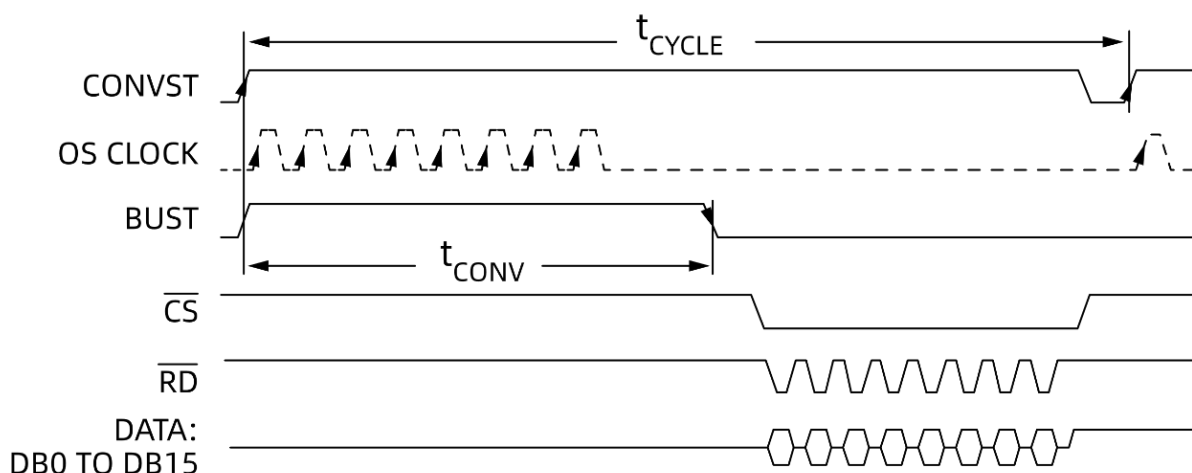 tCYCLE
CONVST
OS CLOCK
BUST
tCONV
CS
RD
DATA:
DB0 TO DB15